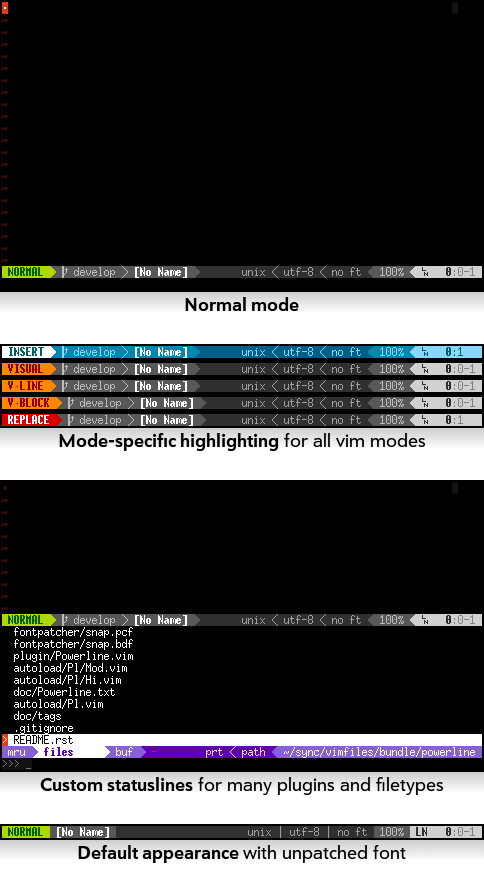 NORMAL develop [No Name] unix utf-8 no ft 100% LN 0:0-1
Normal mode
INSERT develop [No Name] unix utf-8 no ft 100% LN 0:1
VISUAL develop [No Name] unix utf-8 no ft 100% LN 0:0-1
V·LINE develop [No Name] unix utf-8 no ft 100% LN 0:0-1
V·BLOCK develop [No Name] unix utf-8 no ft 100% LN 0:0-1
REPLACE develop [No Name] unix utf-8 no ft 100% LN 0:1
Mode-specific highlighting for all vim modes
NORMAL develop [No Name] unix utf-8 no ft 100% LN 0:0-1
fontpatcher/snap.pcf
fontpatcher/snap.bdf
plugin/Powerline.vim
autoload/Pl/Mod.vim
autoload/Pl/Hi.vim
doc/Powerline.txt
autoload/Pl.vim
doc/tags
.gitignore
> README.rst
mru files buf - prt path ~/sync/vimfiles/bundle/powerline
>>> _
Custom statuslines for many plugins and filetypes
NORMAL [No Name] unix | utf-8 | no ft 100% LN 0:0-1
Default appearance with unpatched font